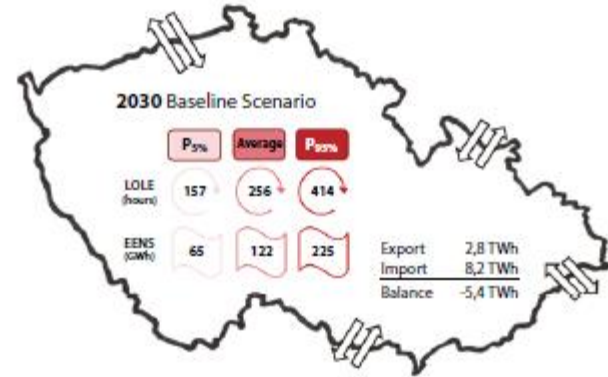 2030 Baseline Scenario
P5% Average P95%
LOLE (hours) 157 256 414
EENS (GWh) 65 122 225
Export 2,8 TWh
Import 8,2 TWh
Balance -5,4 TWh